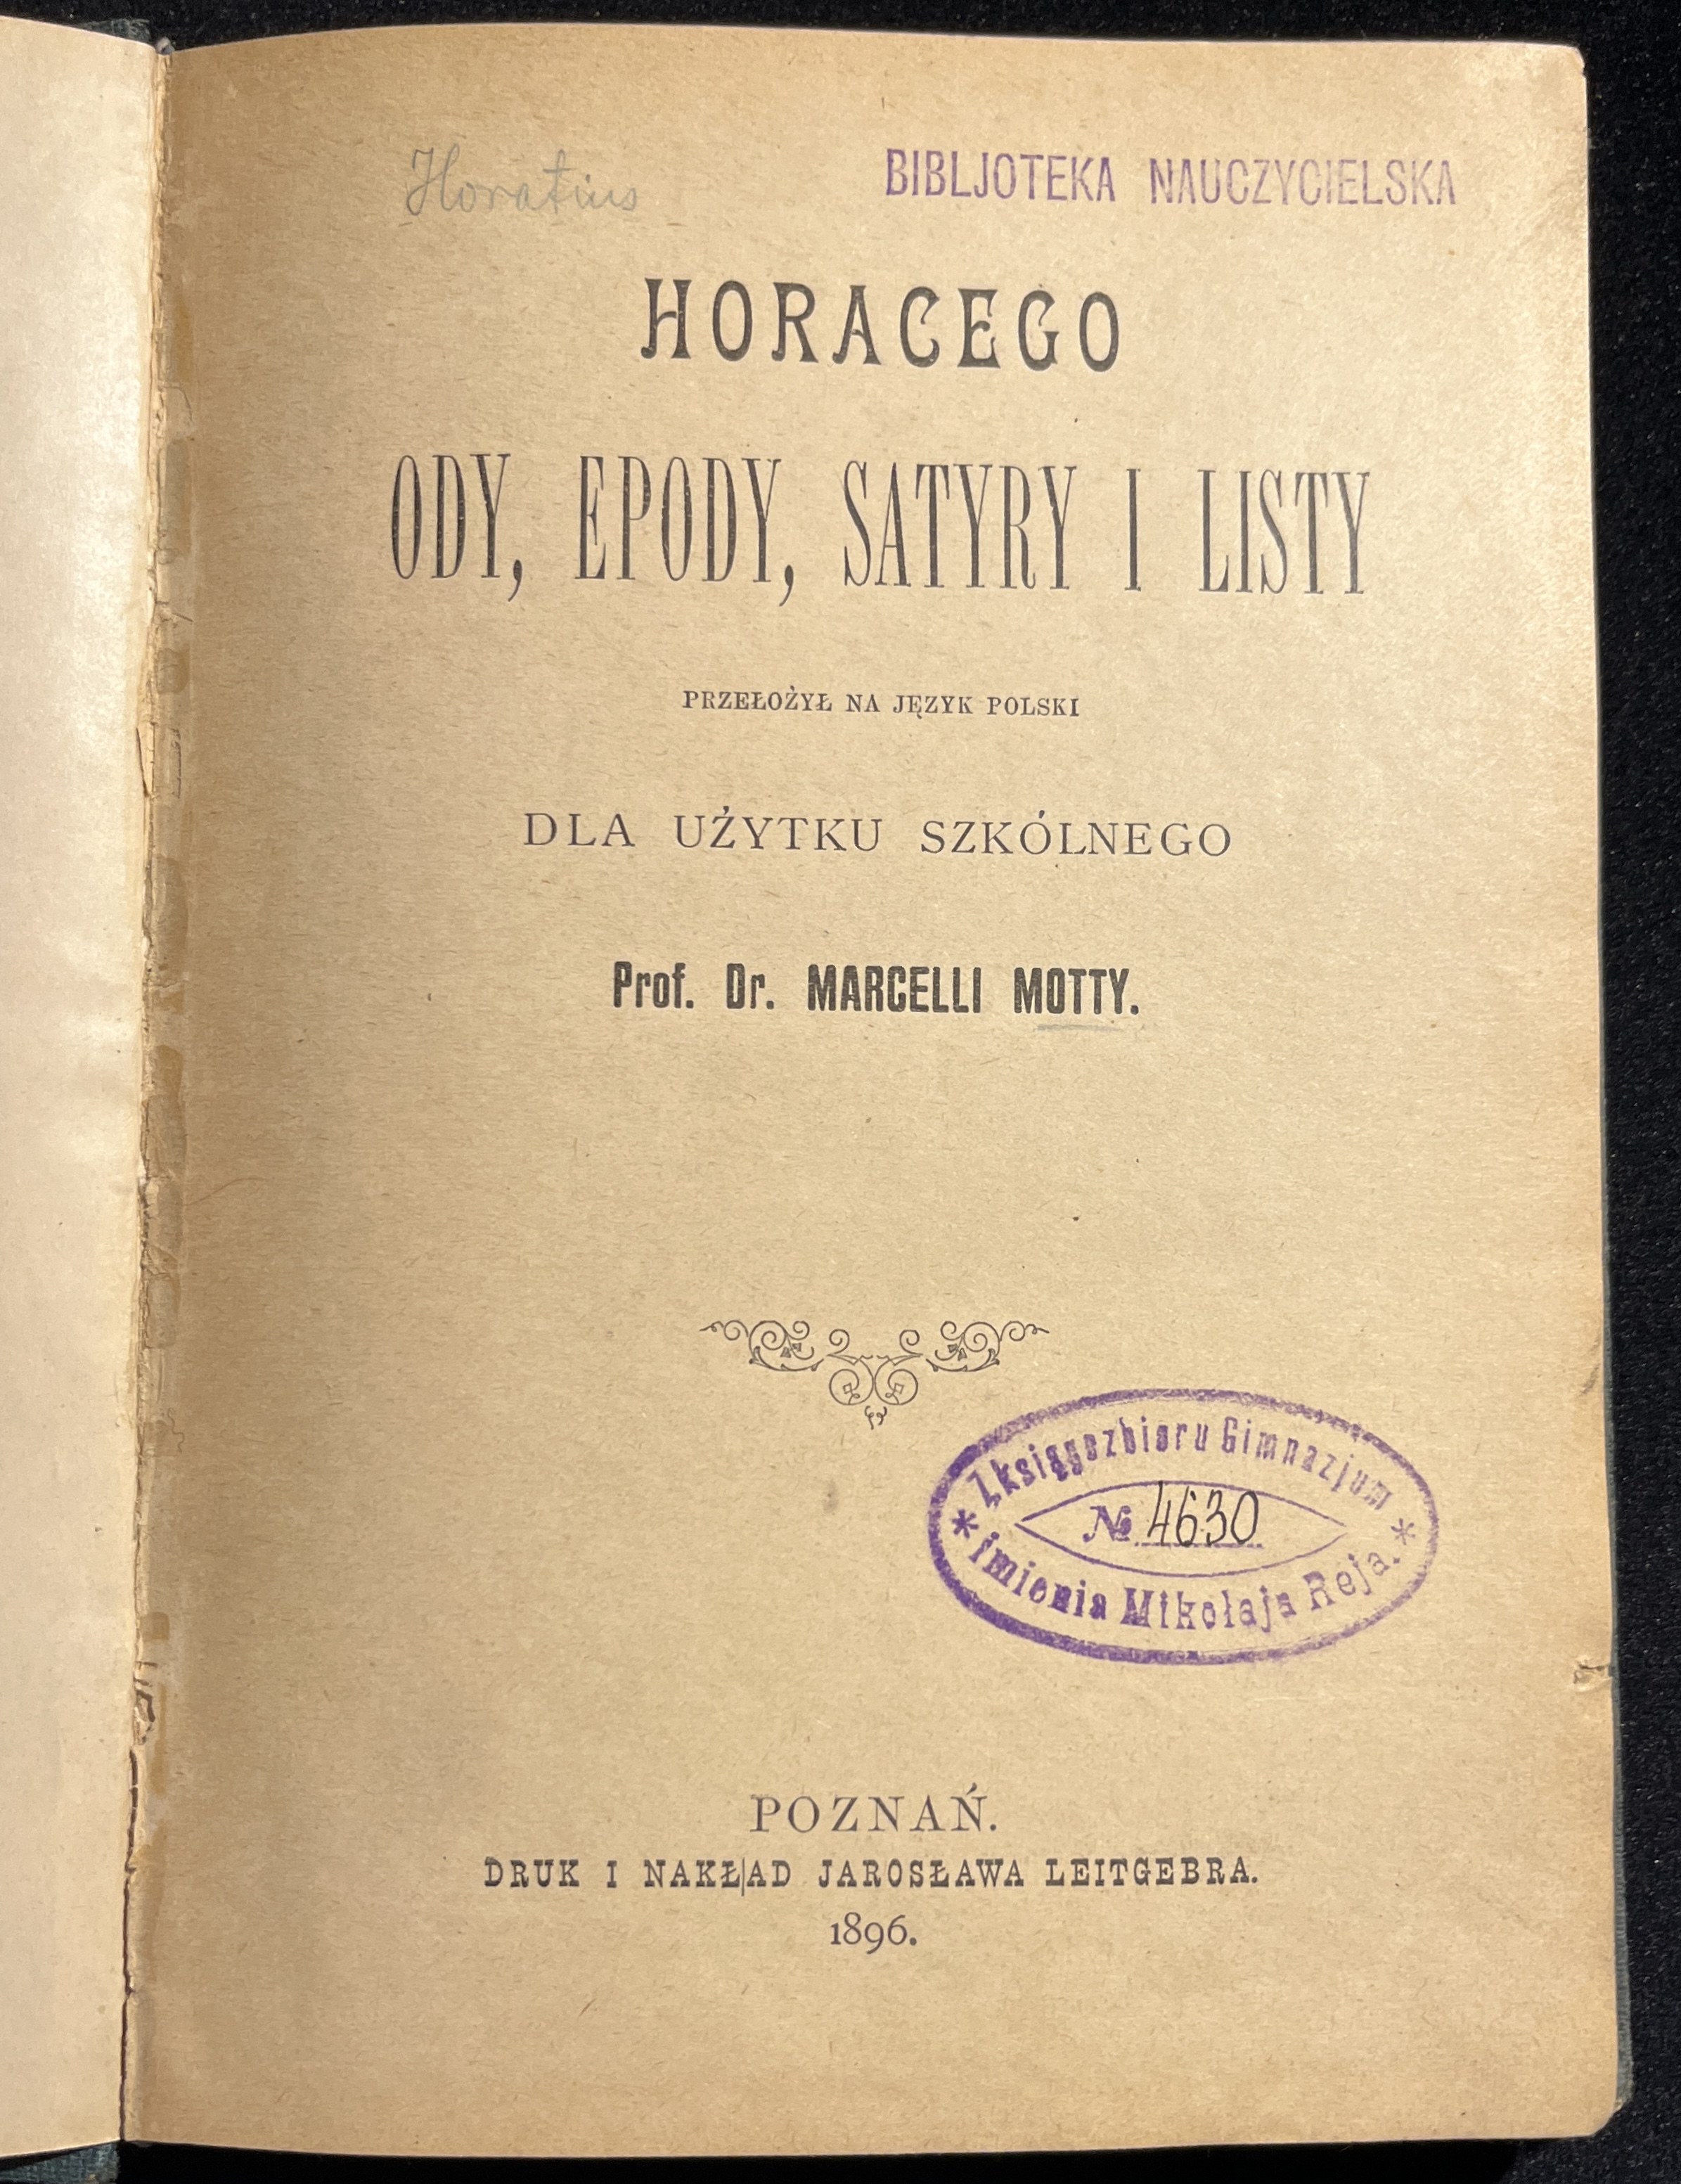 Horatius
BIBLJOTEKA NAUCZYCIELSKA
HORACEGO
ODY, EPODY, SATYRY I LISTY
PRZEŁOŻYŁ NA JĘZYK POLSKI
DLA UŻYTKU SZKÓLNEGO
Prof. Dr. MARCELLI MOTTY.
Z księgozbioru Gimnazjum
№ 4630
imienia Mikołaja Reja.
POZNAŃ.
DRUK I NAKŁAD JAROSŁAWA LEITGEBRA.
1896.